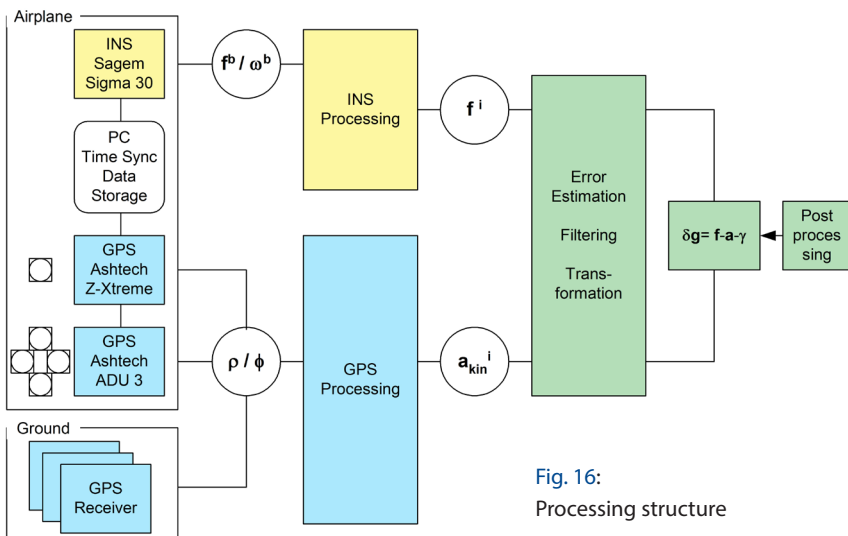 Airplane
INS
Sagem
Sigma 30
PC
Time Sync
Data
Storage
GPS
Ashtech
Z-Xtreme
GPS
Ashtech
ADU 3
Ground
GPS
Receiver
fᵇ / ωᵇ
ρ / ϕ
INS
Processing
GPS
Processing
f ⁱ
aₖᵢₙⁱ
Error
Estimation
Filtering
Trans-
formation
δg= f-a-γ
Post
proces
sing
Fig. 16:
Processing structure